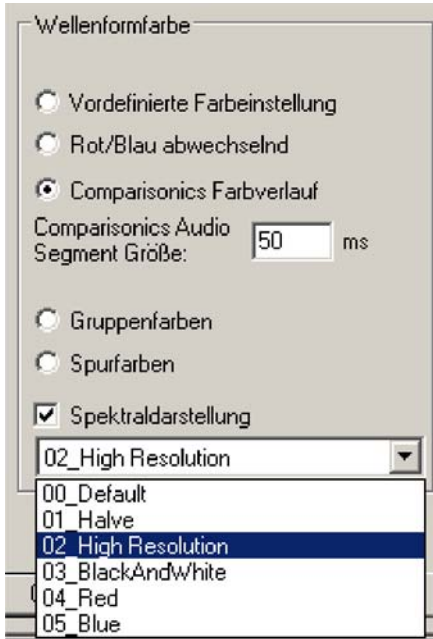 Wellenformfarbe
Vordefinierte Farbeinstellung
Rot/Blau abwechselnd
Comparisonics Farbverlauf
Comparisonics Audio
Segment Größe: 50 ms
Gruppenfarben
Spurfarben
Spektraldarstellung
02_High Resolution
00_Default
01_Halve
02_High Resolution
03_BlackAndWhite
04_Red
05_Blue